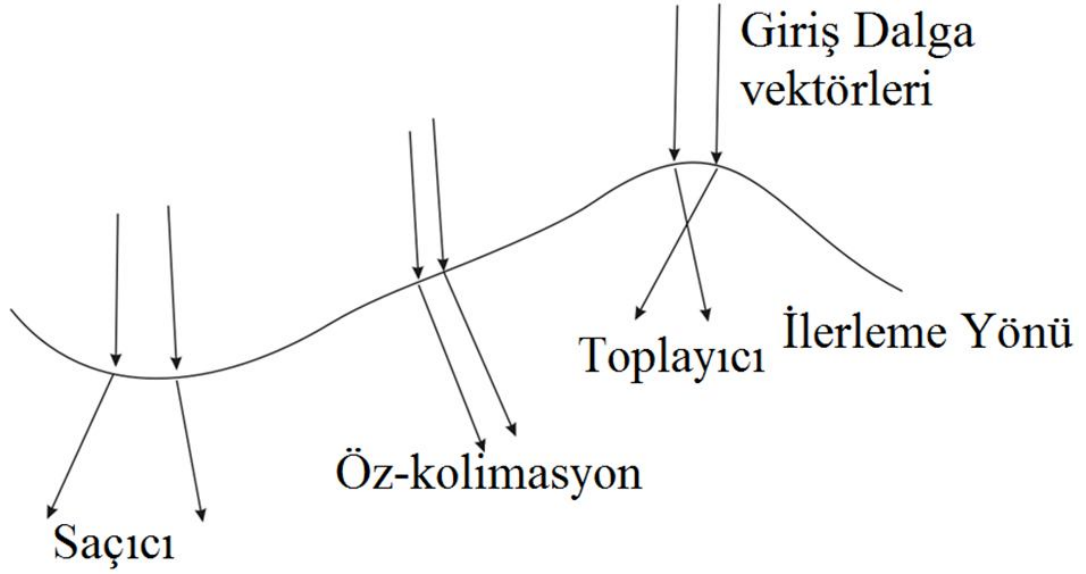 Giriş Dalga
vektörleri
İlerleme Yönü
Toplayıcı
Öz-kolimasyon
Saçıcı